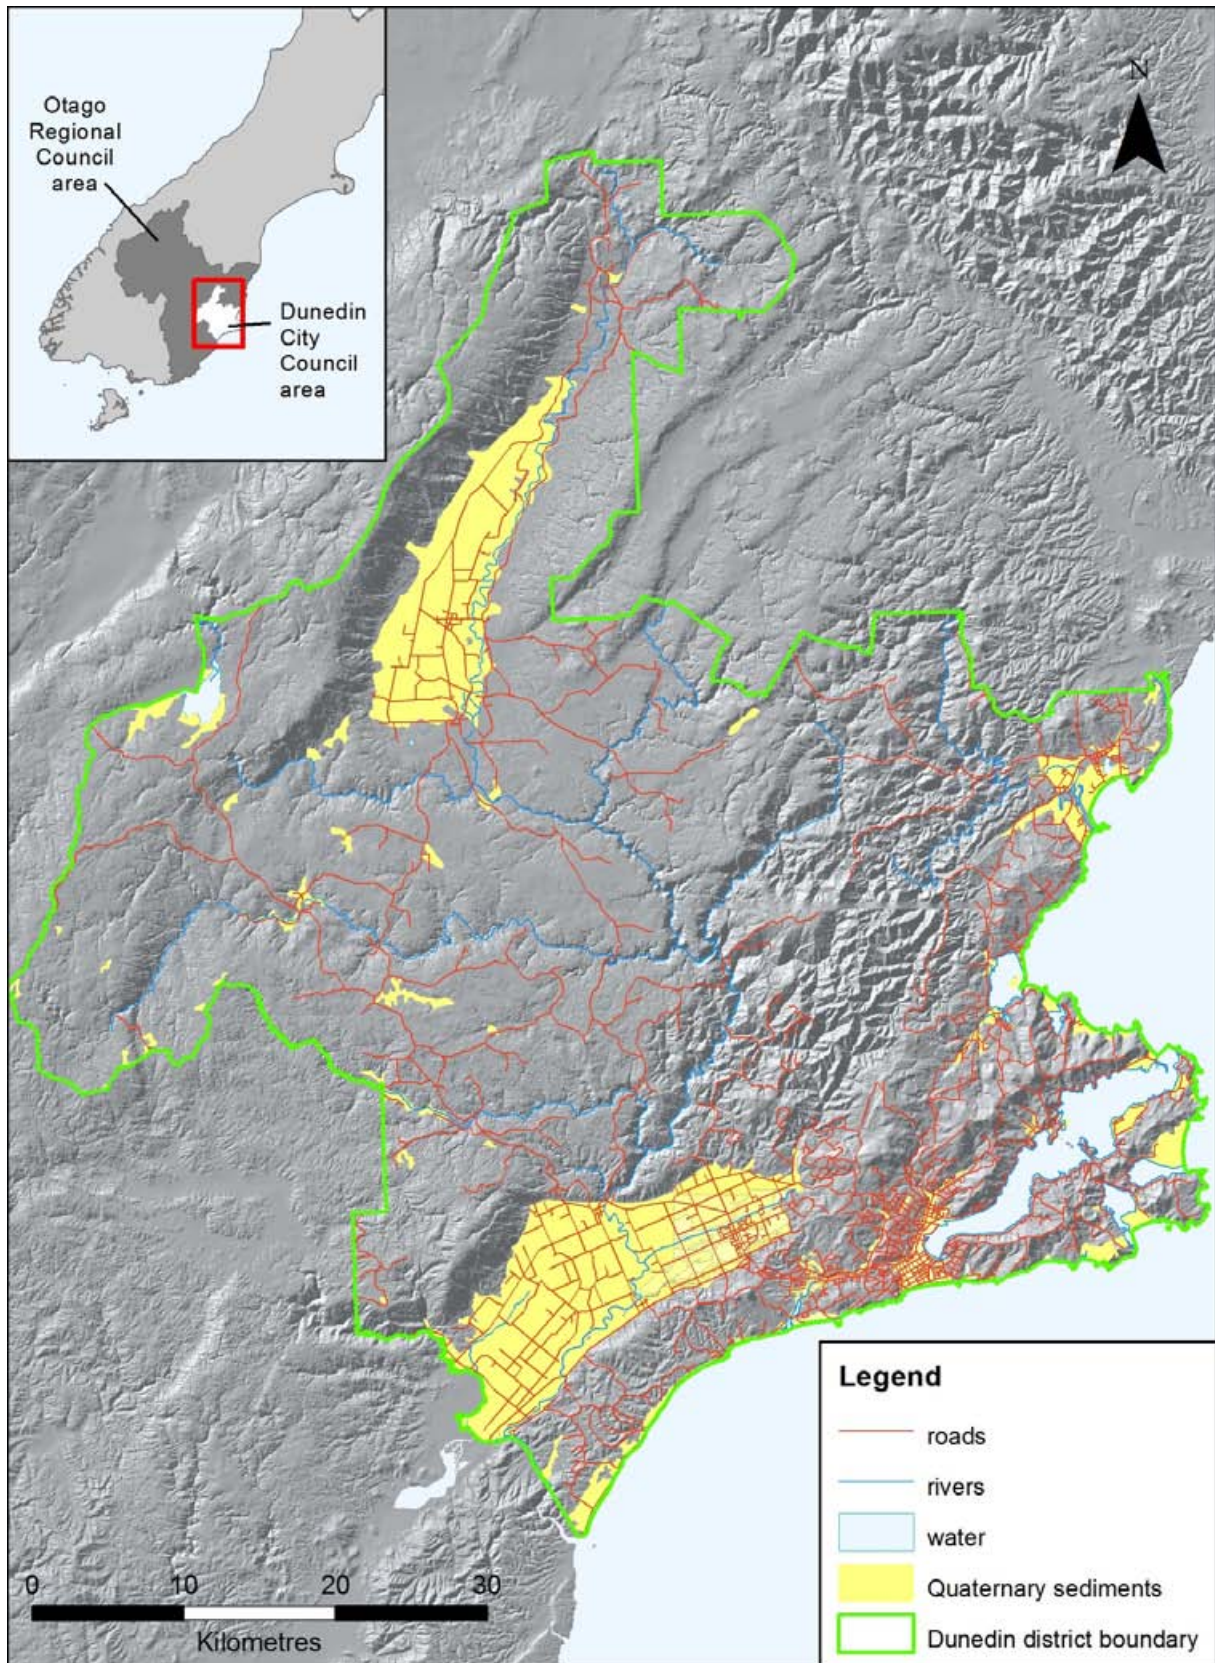 Otago
Regional
Council
area
Dunedin
City
Council
area
N
0 10 20 30
Kilometres
Legend
roads
rivers
water
Quaternary sediments
Dunedin district boundary